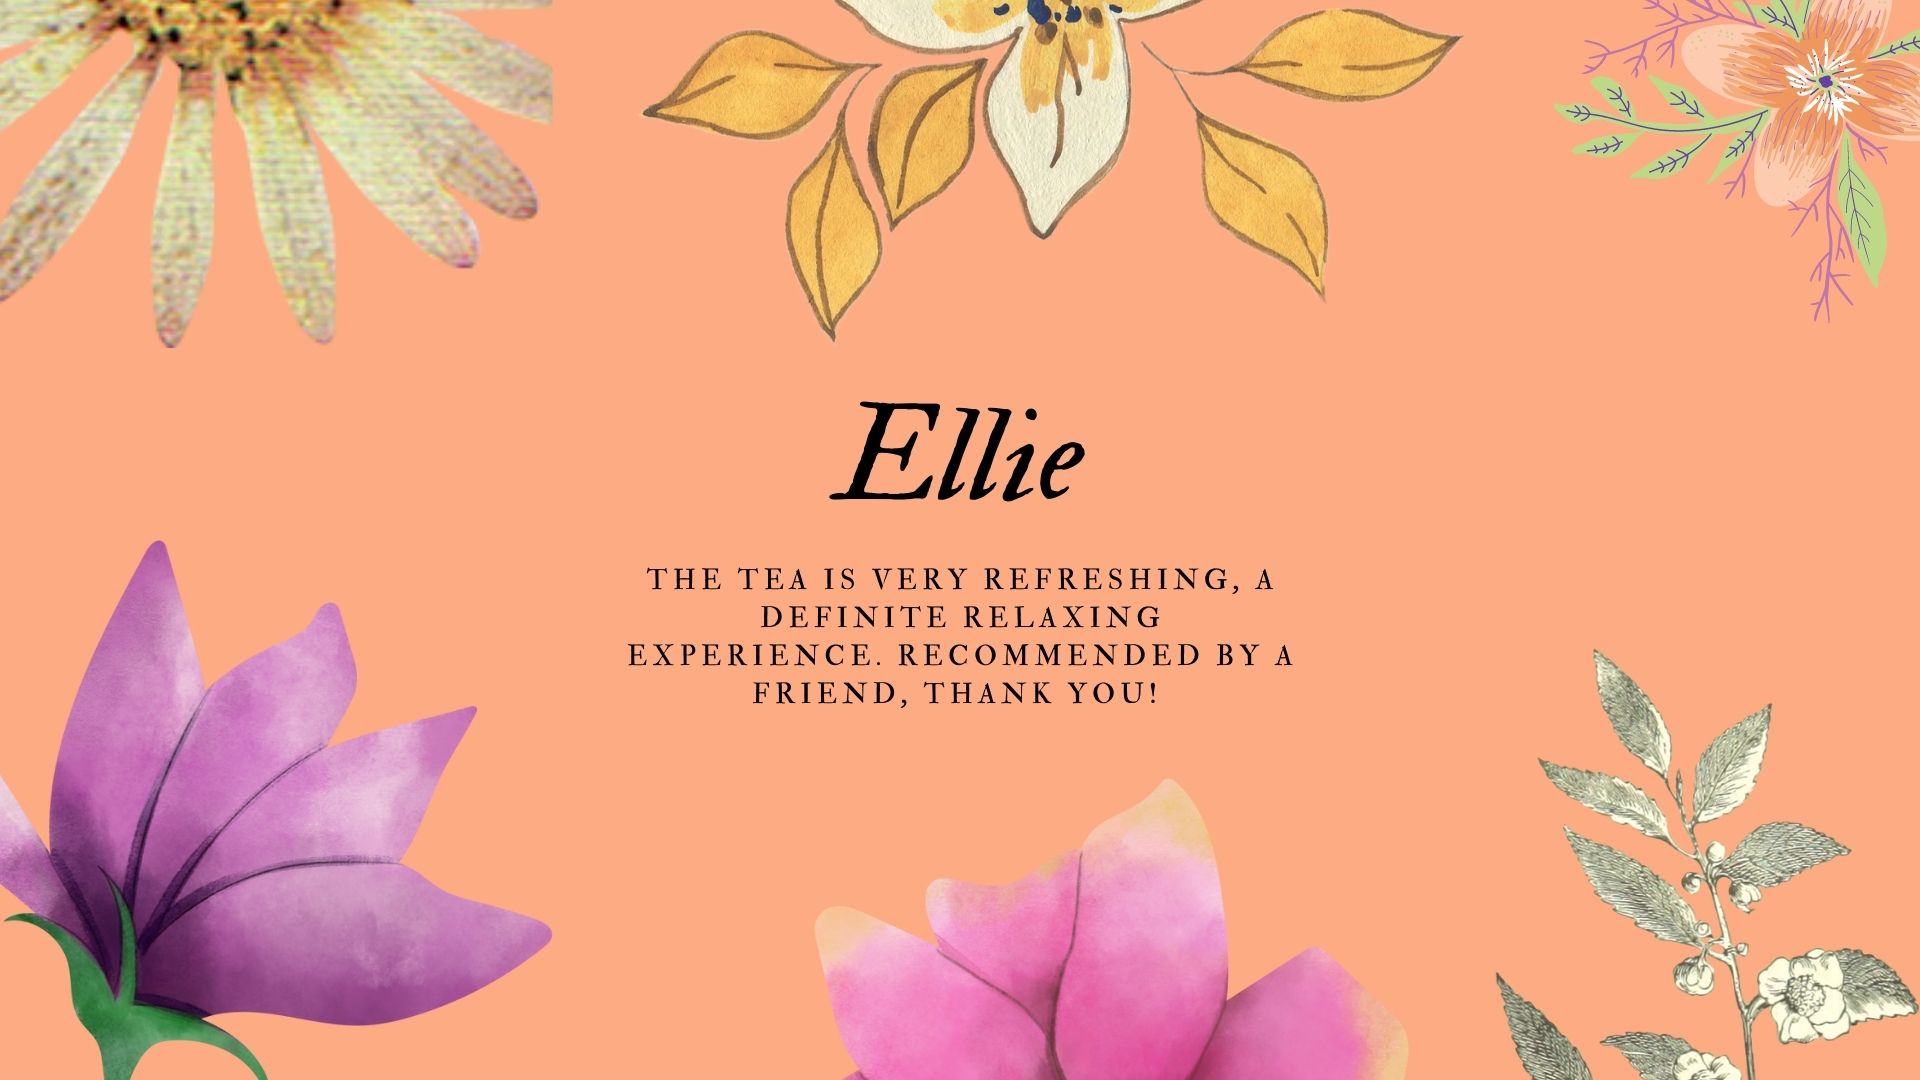 Ellie
THE TEA IS VERY REFRESHING, A
DEFINITE RELAXING
EXPERIENCE. RECOMMENDED BY A
FRIEND, THANK YOU!